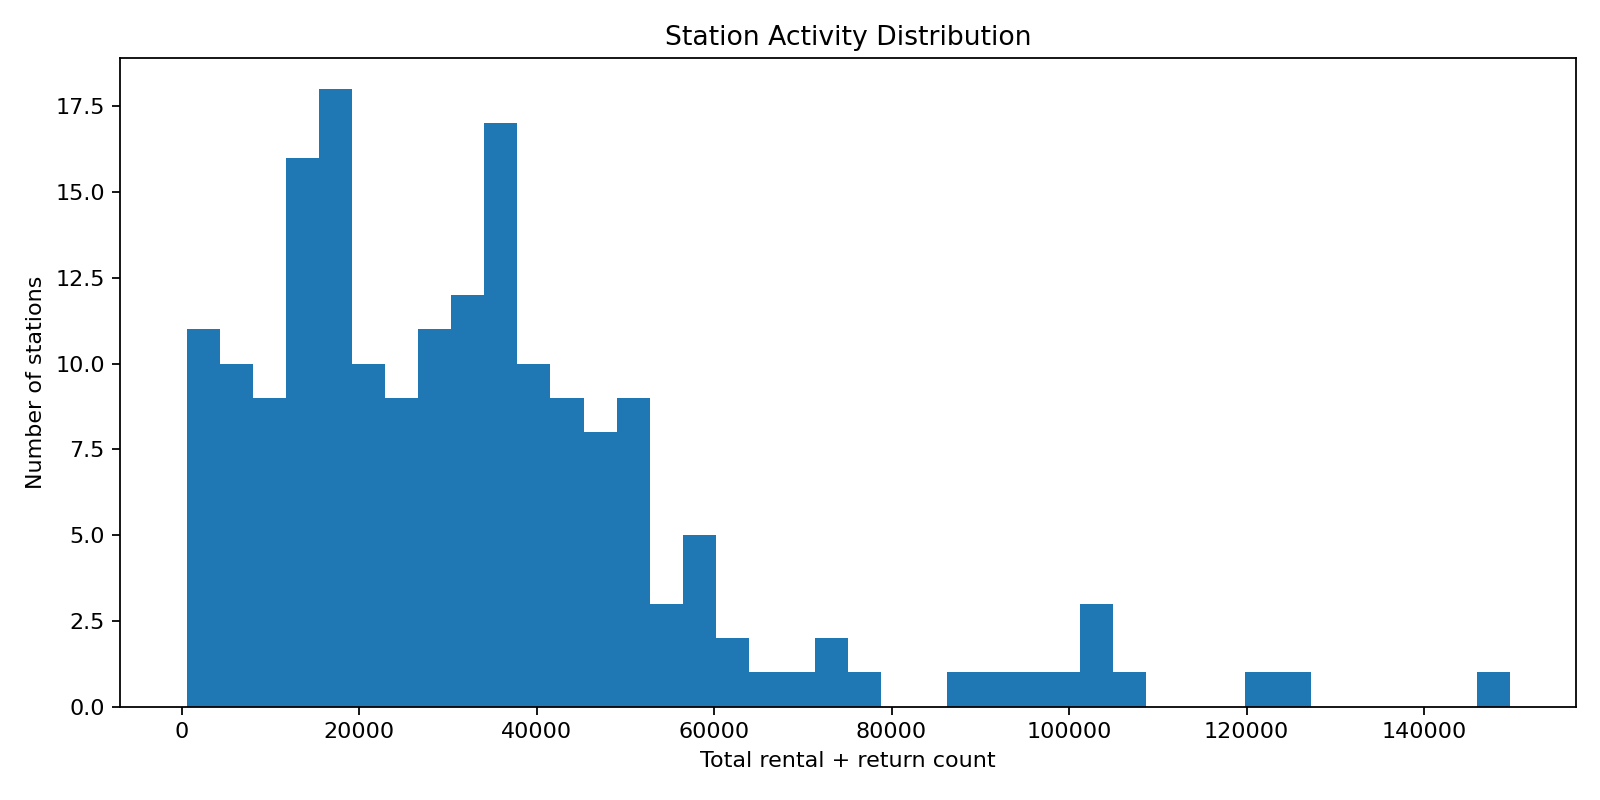 Station Activity Distribution
Number of stations
17.5
15.0
12.5
10.0
7.5
5.0
2.5
0.0
0 20000 40000 60000 80000 100000 120000 140000
Total rental + return count